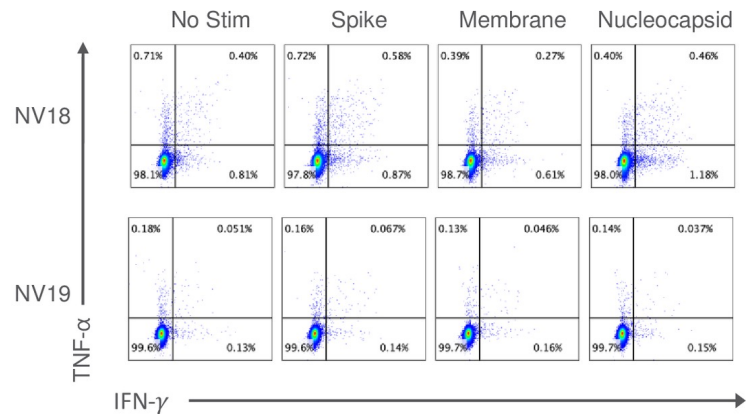 No Stim Spike Membrane Nucleocapsid
NV18
0.71% 0.40% 0.72% 0.58% 0.39% 0.27% 0.40% 0.46%
98.1% 0.81% 97.8% 0.87% 98.7% 0.61% 98.0% 1.18%
NV19
0.18% 0.051% 0.16% 0.067% 0.13% 0.046% 0.14% 0.037%
99.6% 0.13% 99.6% 0.14% 99.7% 0.16% 99.7% 0.15%
TNF-α
IFN-γ